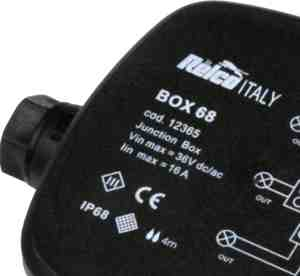 Relco ITALY
BOX 68
cod. 12365
Junction Box
Vin max = 36V dc/ac
Iin max = 16A
CE
IP68
4m
OUT
OUT